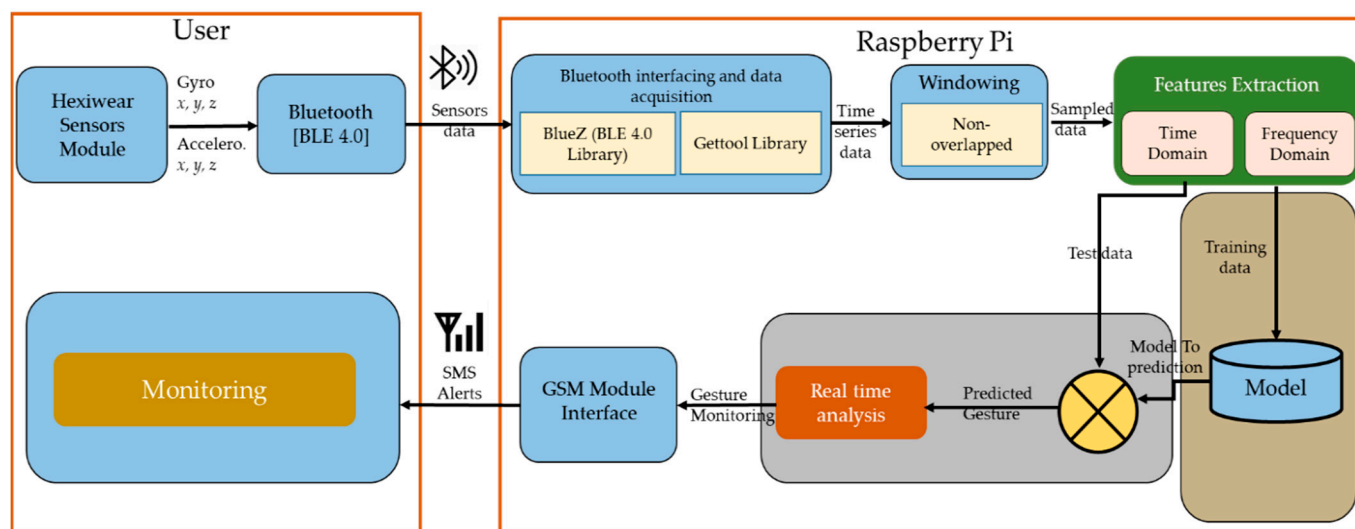 User
Raspberry Pi
Hexiwear
Sensors
Module
Gyro
x, y, z
Accelero.
x, y, z
Bluetooth
[BLE 4.0]
Sensors
data
Bluetooth interfacing and data
acquisition
BlueZ (BLE 4.0
Library)
Gettool Library
Time
series
data
Windowing
Non-
overlapped
Sampled
data
Features Extraction
Time
Domain
Frequency
Domain
Test data
Training
data
Monitoring
SMS
Alerts
GSM Module
Interface
Gesture
Monitoring
Real time
analysis
Predicted
Gesture
Model To
prediction
Model